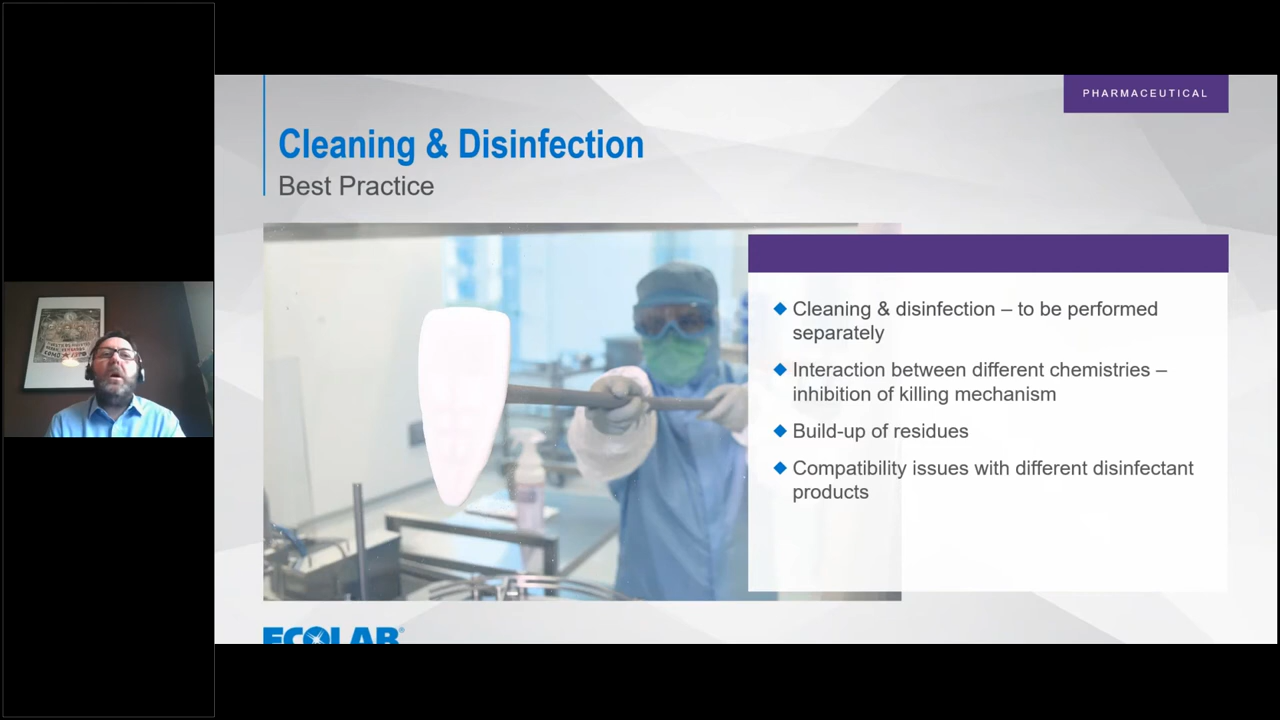 PHARMACEUTICAL
Cleaning & Disinfection
Best Practice
Cleaning & disinfection – to be performed
separately
Interaction between different chemistries –
inhibition of killing mechanism
Build-up of residues
Compatibility issues with different disinfectant
products
ECOLAB®